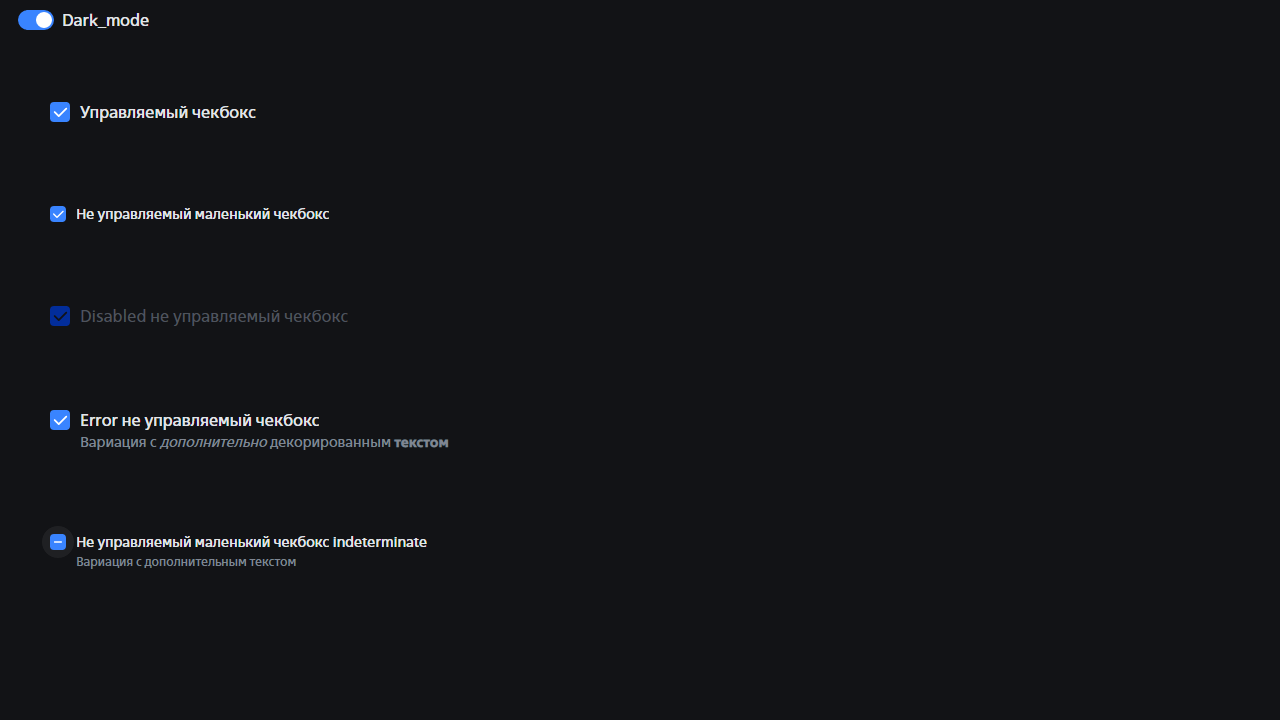 Dark_mode
Управляемый чекбокс
Не управляемый маленький чекбокс
Disabled не управляемый чекбокс
Error не управляемый чекбокс
Вариация с дополнительно декорированным текстом
Не управляемый маленький чекбокс indeterminate
Вариация с дополнительным текстом